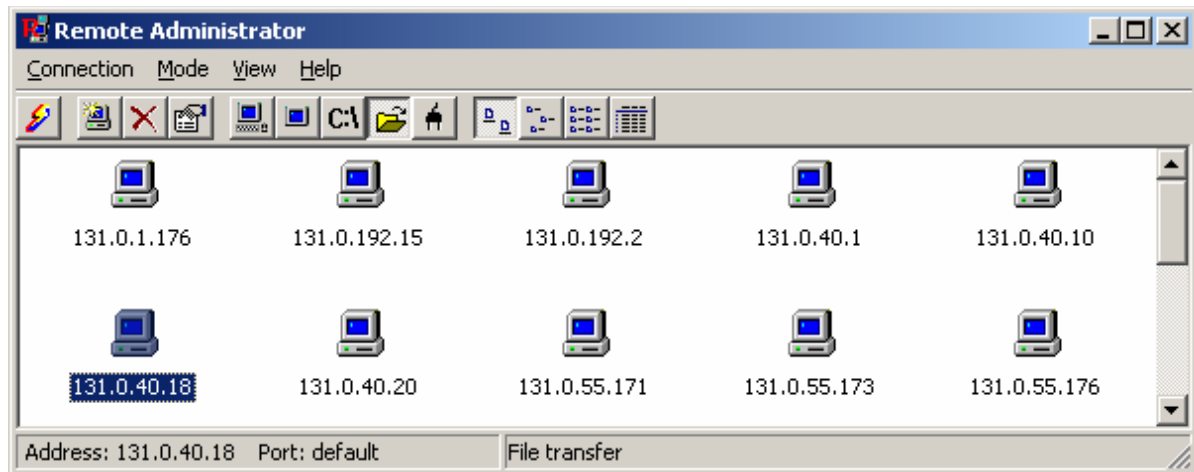 Remote Administrator
Connection Mode View Help
C:\
131.0.1.176 131.0.192.15 131.0.192.2 131.0.40.1 131.0.40.10
131.0.40.18 131.0.40.20 131.0.55.171 131.0.55.173 131.0.55.176
Address: 131.0.40.18 Port: default File transfer